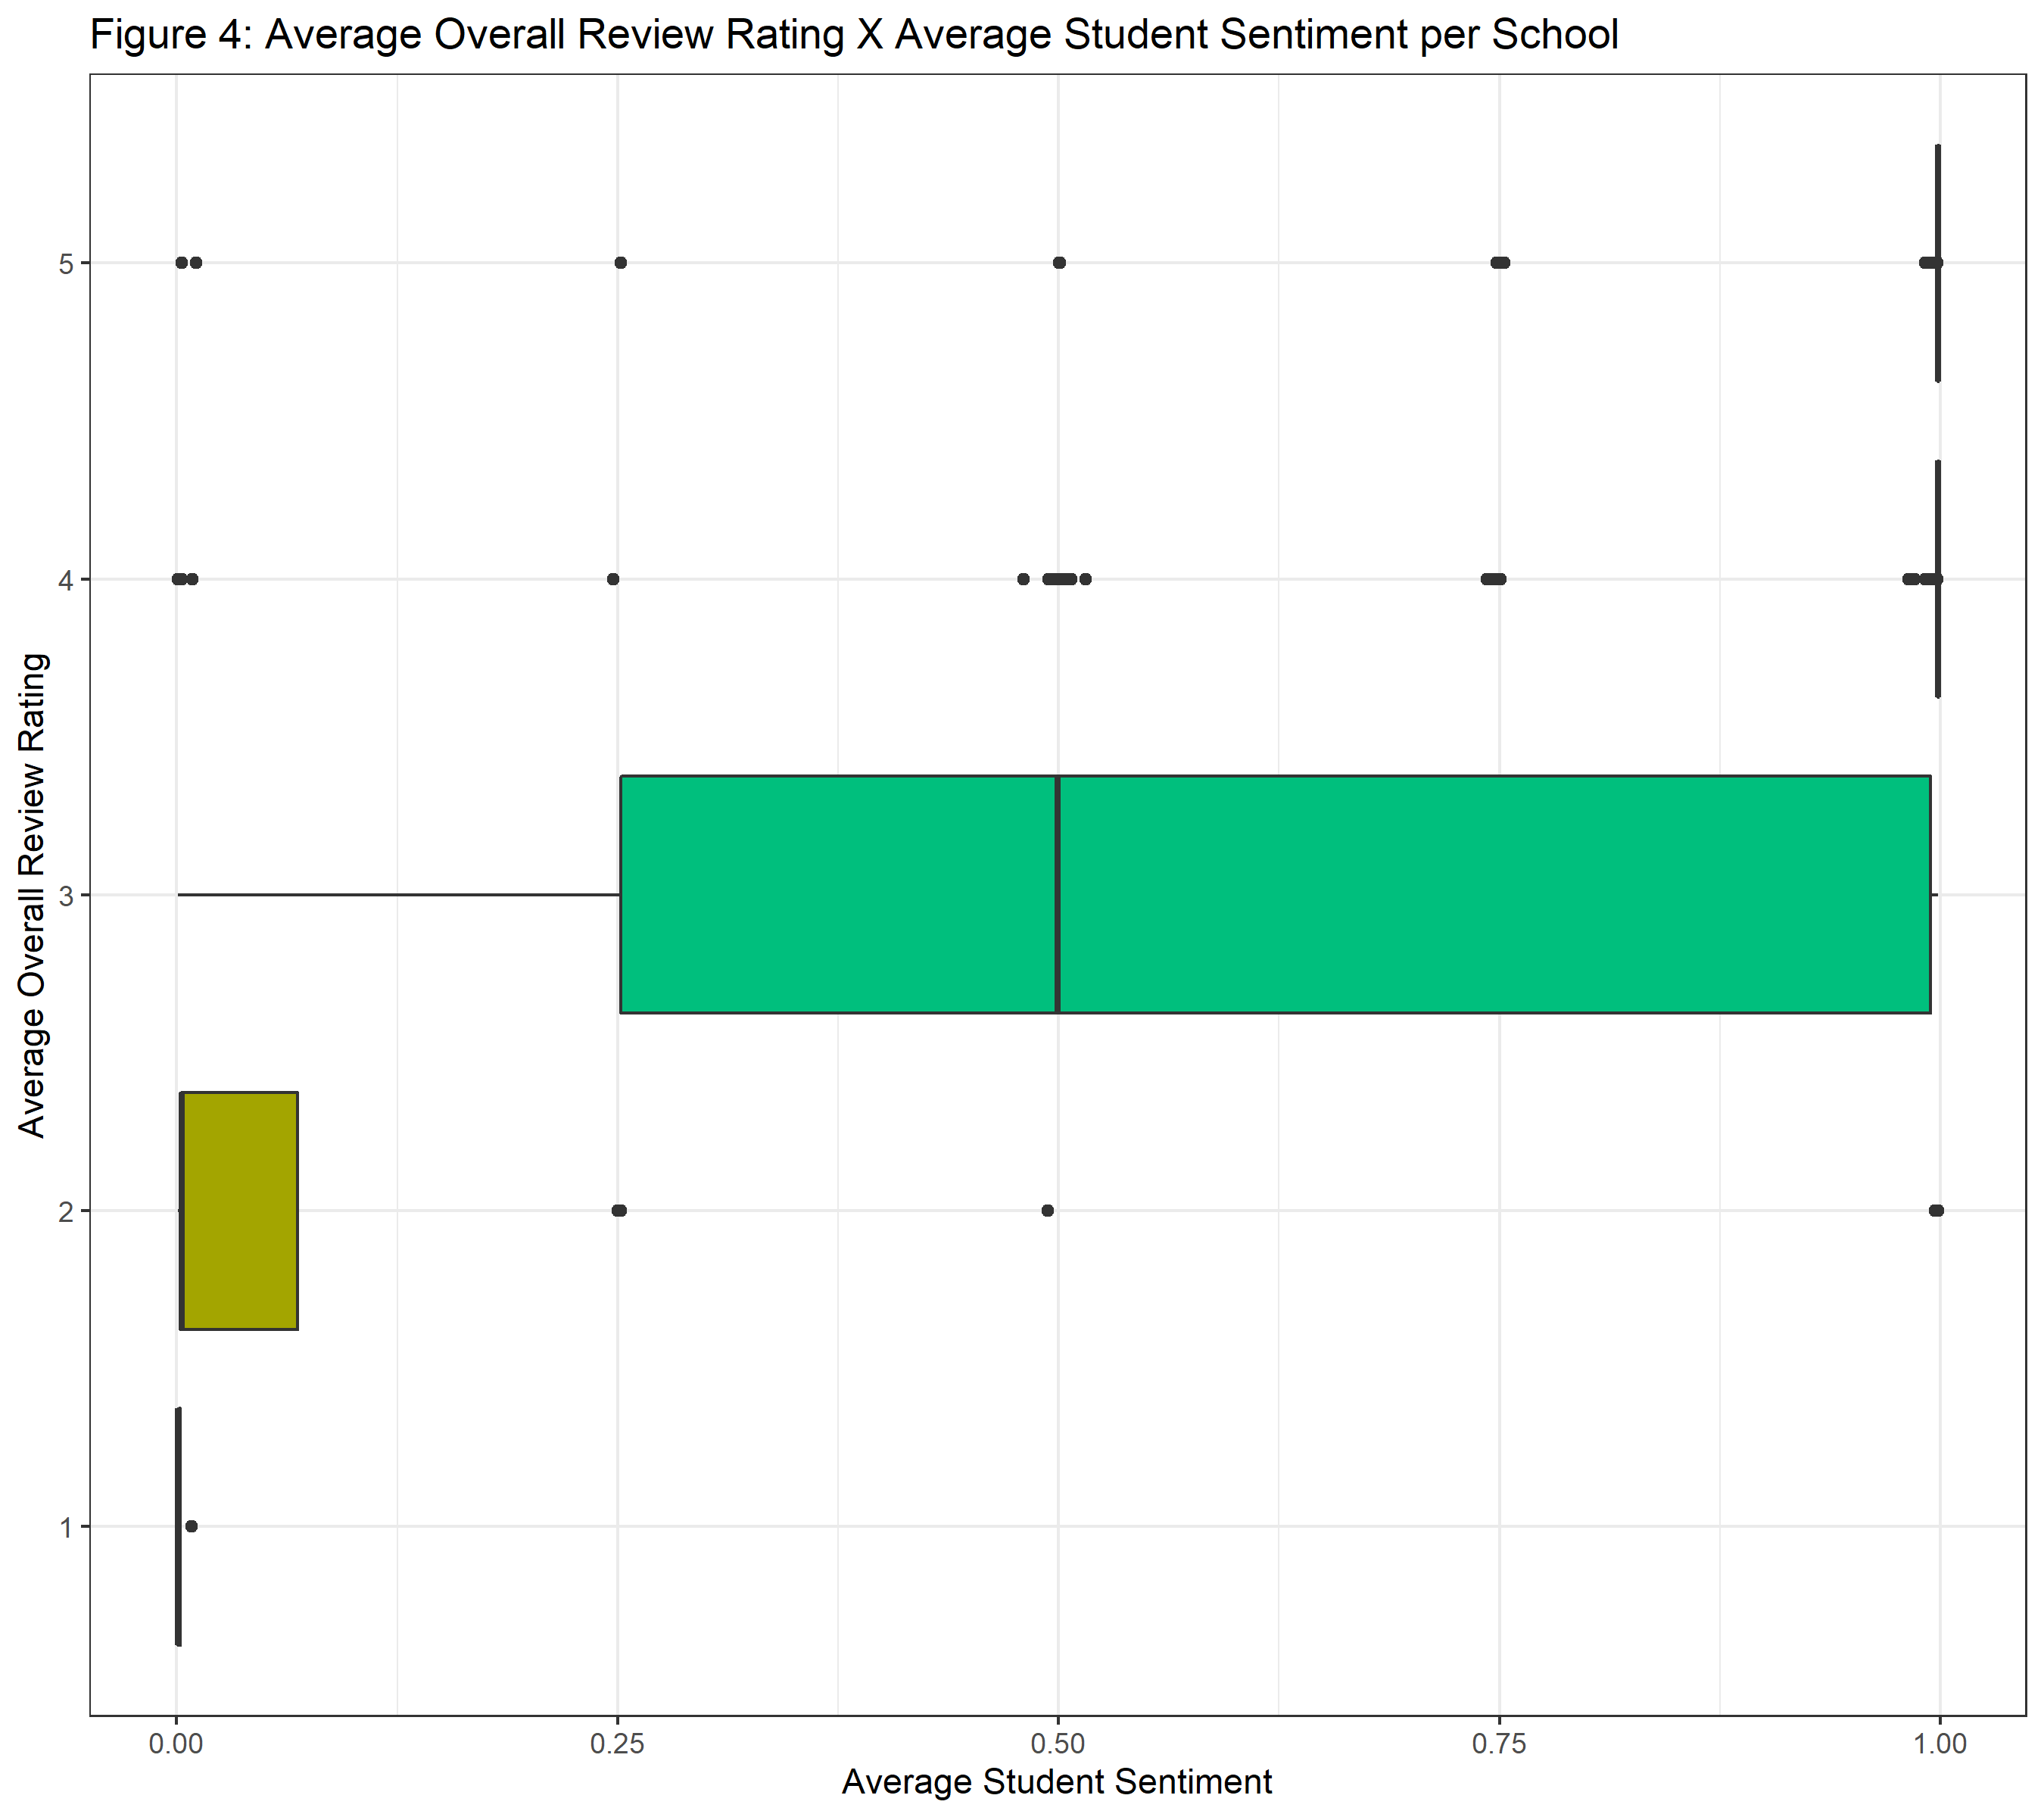 Figure 4: Average Overall Review Rating X Average Student Sentiment per School
Average Overall Review Rating
5
4
3
2
1
0.00 0.25 0.50 0.75 1.00
Average Student Sentiment